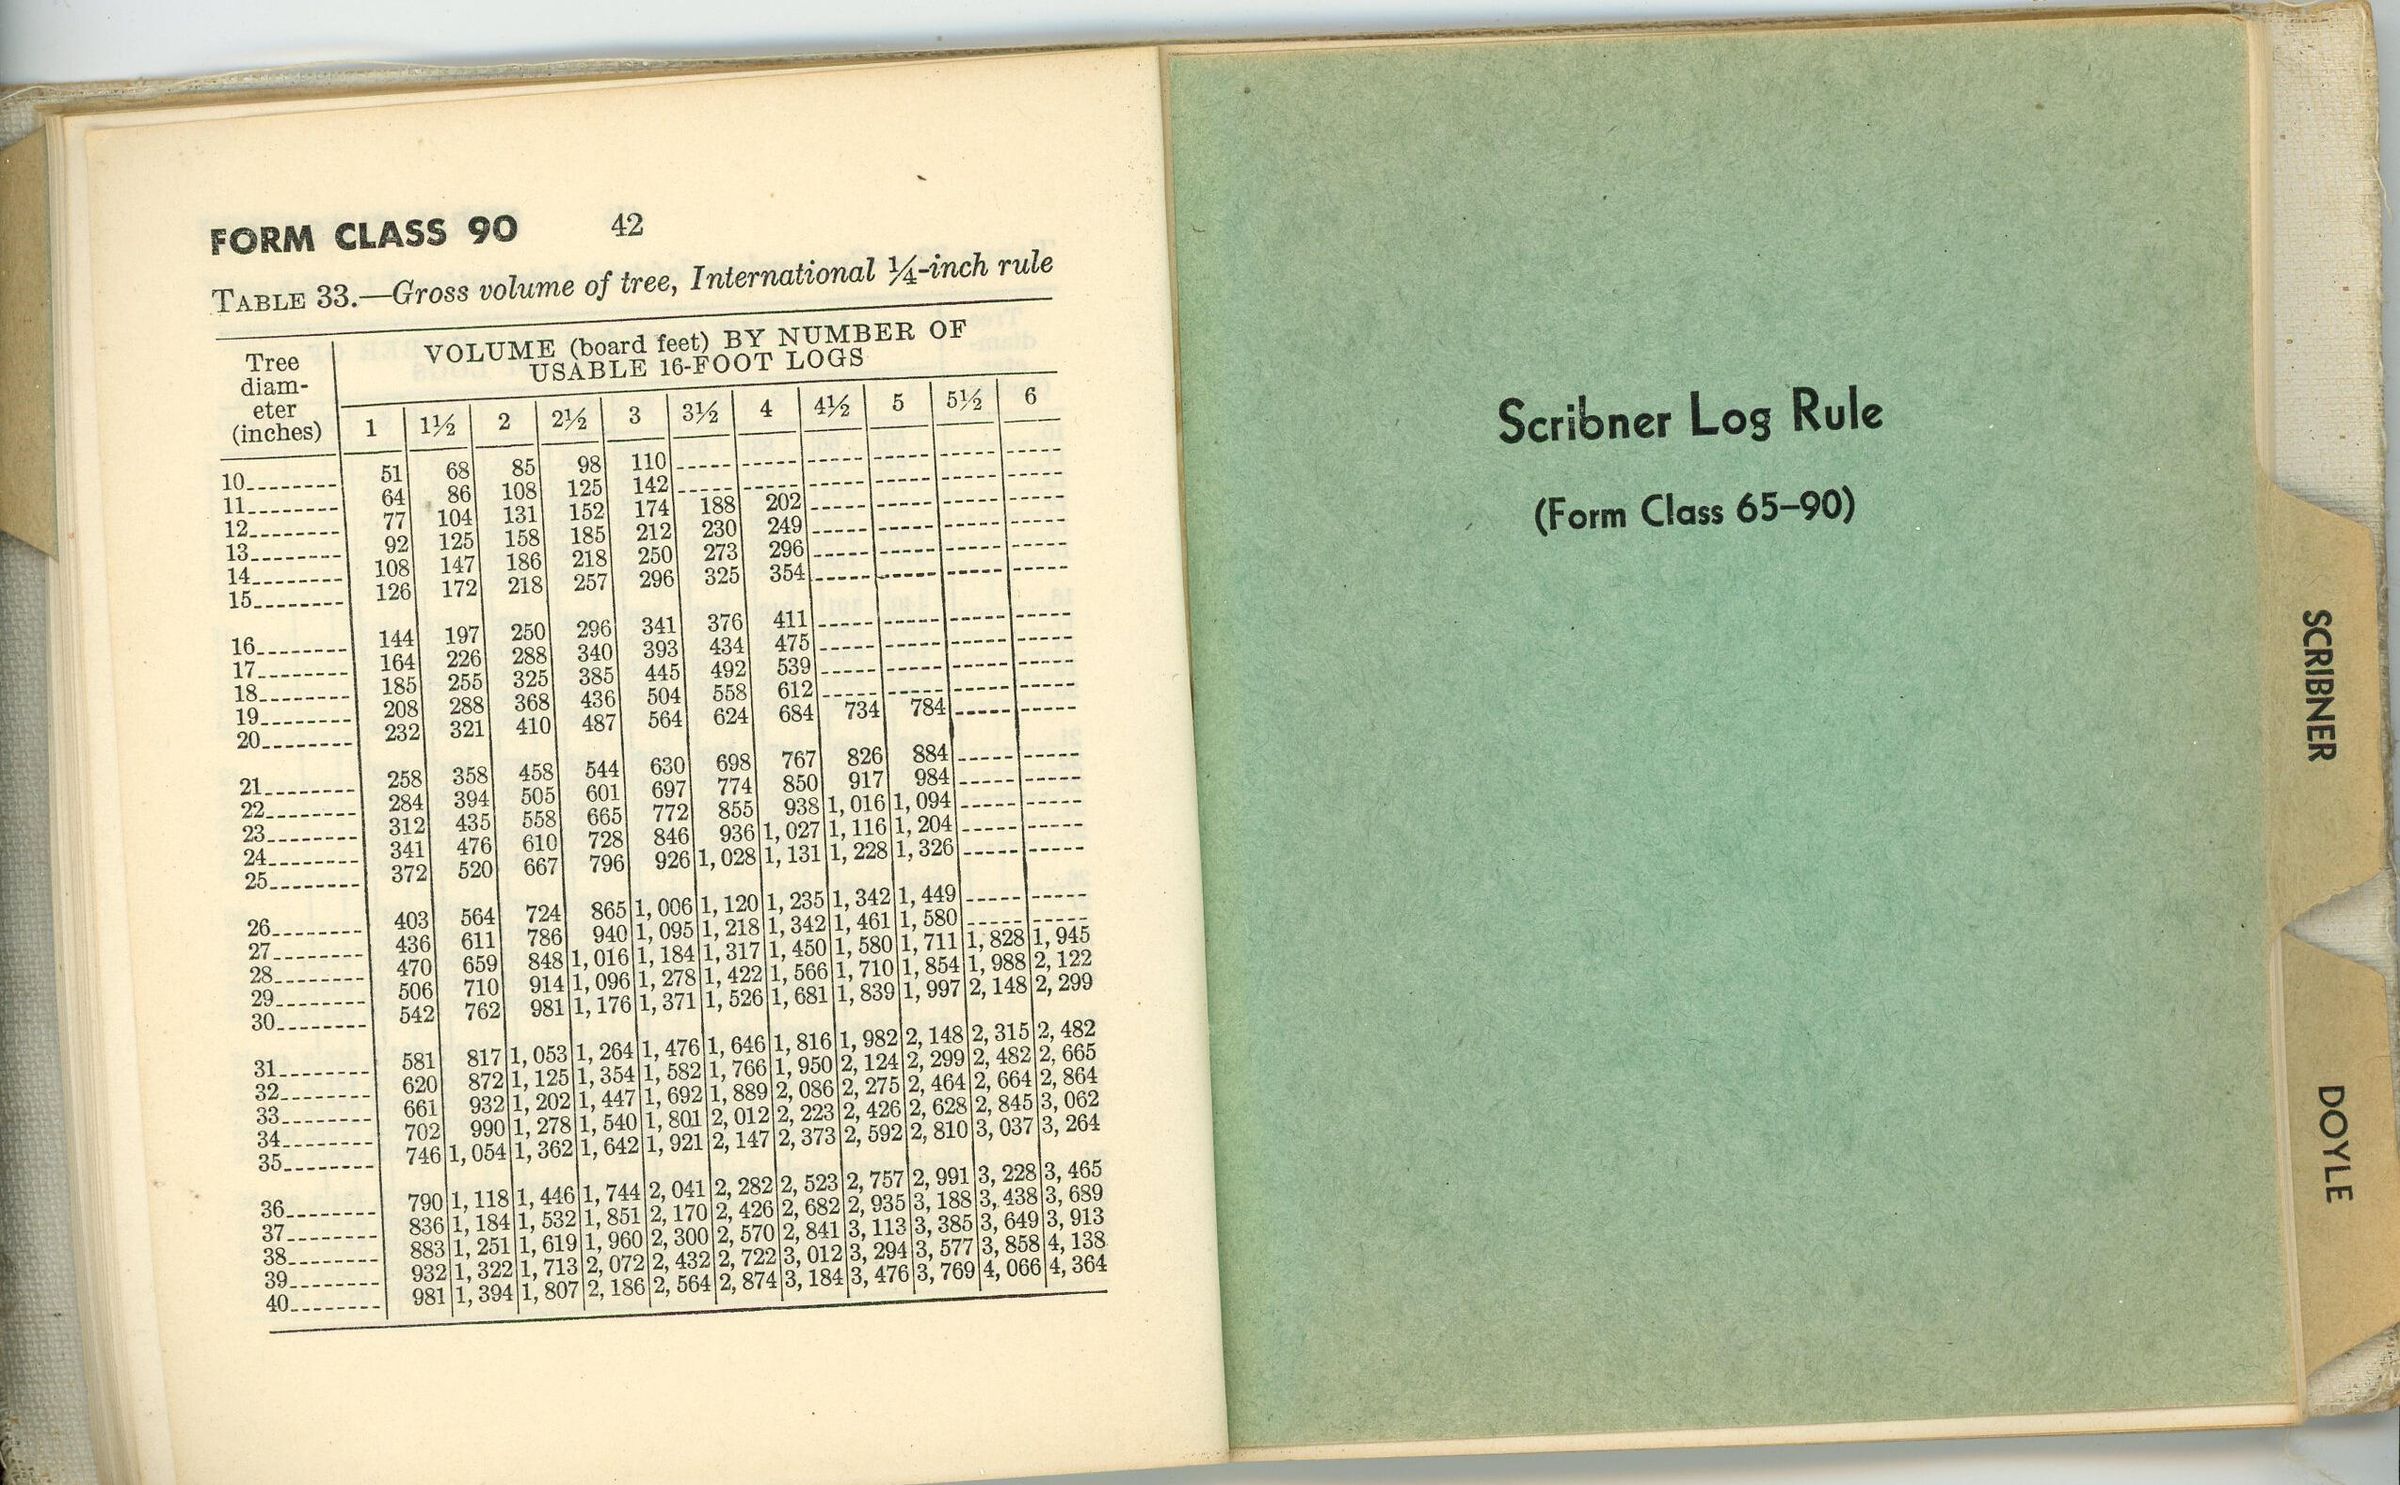 FORM CLASS 90 42
TABLE 33.—Gross volume of tree, International ¼-inch rule
Tree diam-eter (inches) VOLUME (board feet) BY NUMBER OF
USABLE 16-FOOT LOGS
1 1½ 2 2½ 3 3½ 4 4½ 5 5½ 6
10 51 68 85 98 110
11 64 86 108 125 142
12 77 104 131 152 174 188 202
13 92 125 158 185 212 230 249
14 108 147 186 218 250 273 296
15 126 172 218 257 296 325 354
16 144 197 250 296 341 376 411
17 164 226 288 340 393 434 475
18 185 255 325 385 445 492 539
19 208 288 368 436 504 558 612
20 232 321 410 487 564 624 684 734 784
21 258 358 458 544 630 698 767 826 884
22 284 394 505 601 697 774 850 917 984
23 312 435 558 665 772 855 938 1,016 1,094
24 341 476 610 728 846 936 1,027 1,116 1,204
25 372 520 667 796 926 1,028 1,131 1,228 1,326
26 403 564 724 865 1,006 1,120 1,235 1,342 1,449
27 436 611 786 940 1,095 1,218 1,342 1,461 1,580
28 470 659 848 1,016 1,184 1,317 1,450 1,580 1,711 1,828 1,945
29 506 710 914 1,096 1,278 1,422 1,566 1,710 1,854 1,988 2,122
30 542 762 981 1,176 1,371 1,526 1,681 1,839 1,997 2,148 2,299
31 581 817 1,053 1,264 1,476 1,646 1,816 1,982 2,148 2,315 2,482
32 620 872 1,125 1,354 1,582 1,766 1,950 2,124 2,299 2,482 2,665
33 661 932 1,202 1,447 1,692 1,889 2,086 2,275 2,464 2,664 2,864
34 702 990 1,278 1,540 1,801 2,012 2,223 2,426 2,628 2,845 3,062
35 746 1,054 1,362 1,642 1,921 2,147 2,373 2,592 2,810 3,037 3,264
36 790 1,118 1,446 1,744 2,041 2,282 2,523 2,757 2,991 3,228 3,465
37 836 1,184 1,532 1,851 2,170 2,426 2,682 2,935 3,188 3,438 3,689
38 883 1,251 1,619 1,960 2,300 2,570 2,841 3,113 3,385 3,649 3,913
39 932 1,322 1,713 2,072 2,432 2,722 3,012 3,294 3,577 3,858 4,138
40 981 1,394 1,807 2,186 2,564 2,874 3,184 3,476 3,769 4,066 4,364
Scribner Log Rule
(Form Class 65–90)
SCRIBNER
DOYLE